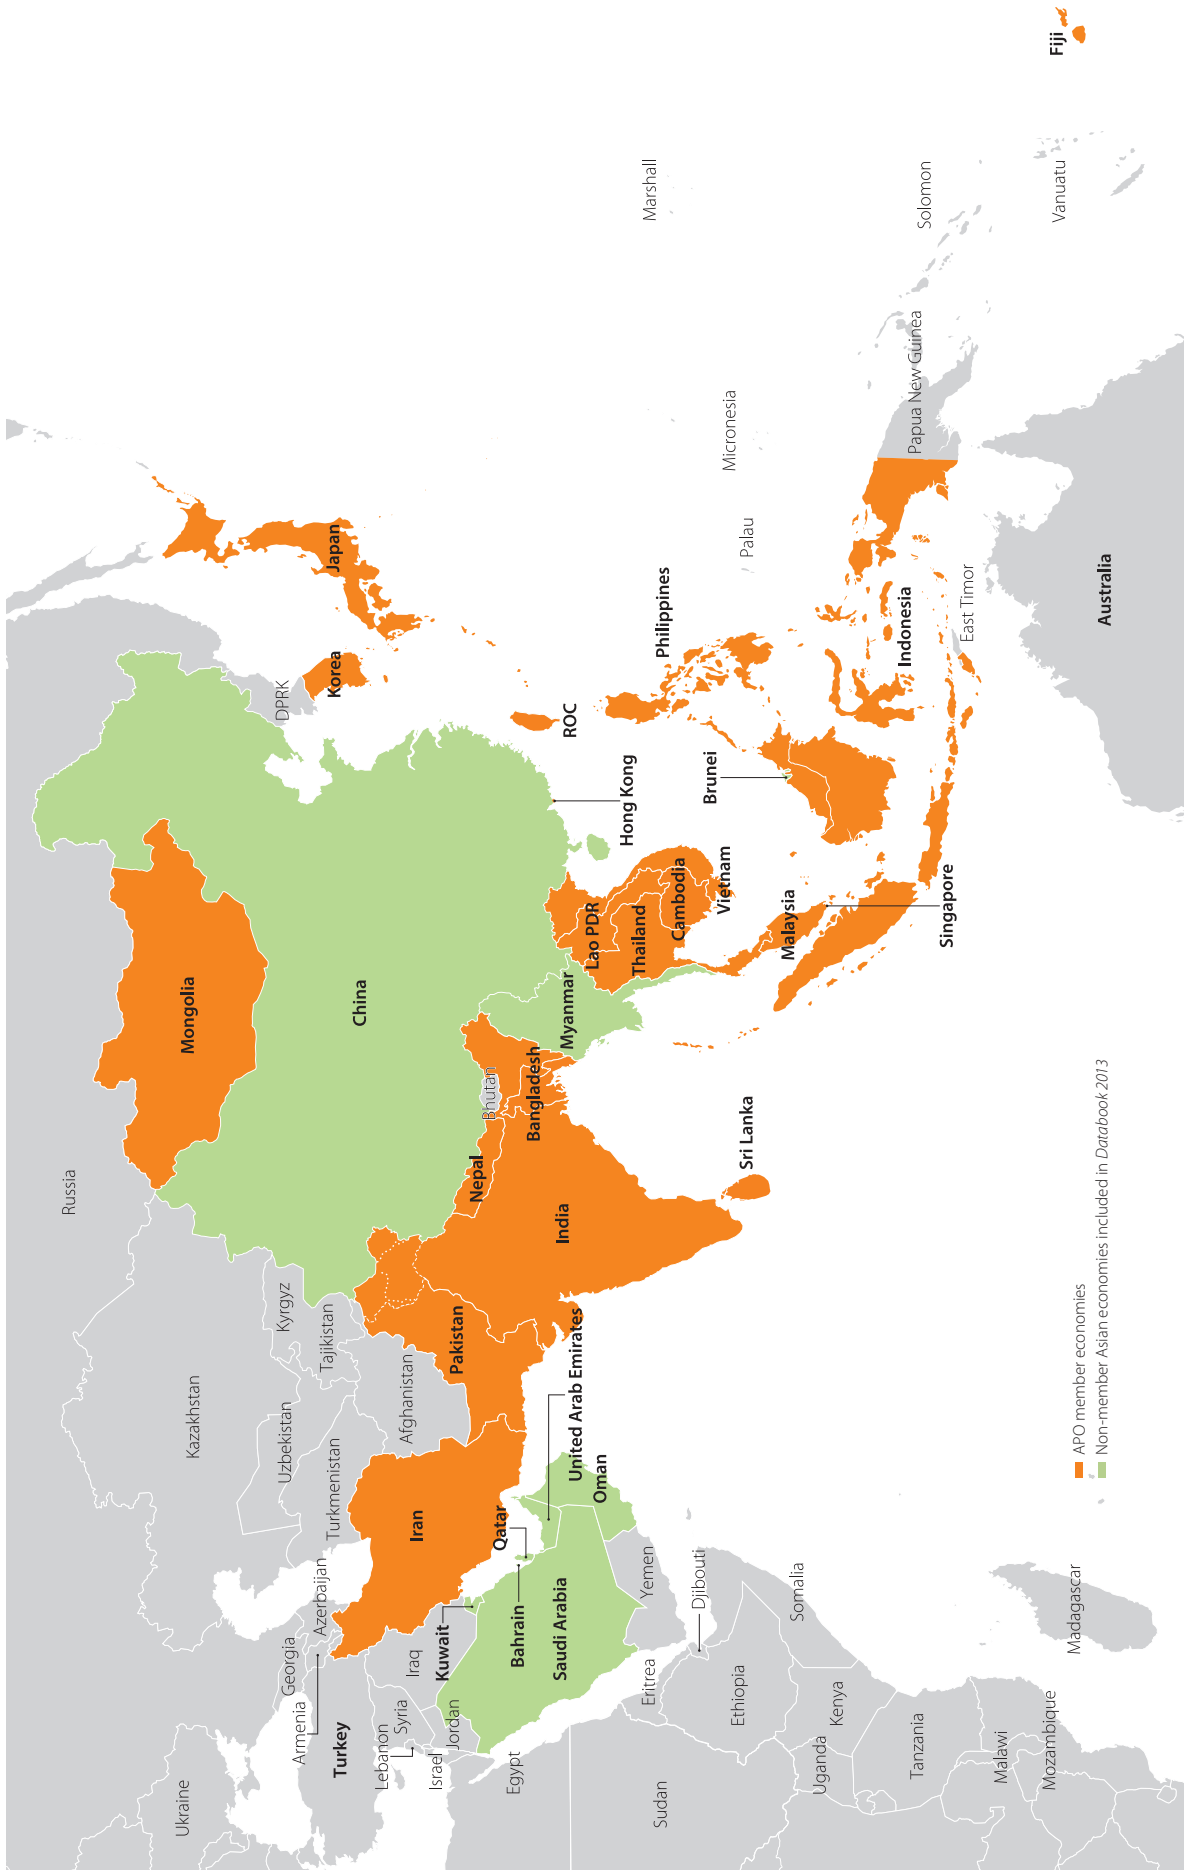 Russia
Ukraine
Kazakhstan
Mongolia
Georgia
Azerbaijan
Armenia
Uzbekistan
Kyrgyz
Turkmenistan
Tajikistan
DPRK
Japan
Korea
Turkey
China
Lebanon
Syria
Iraq
Iran
Afghanistan
Israel
Jordan
Kuwait
Pakistan
Nepal
Bhutan
Egypt
Bahrain
Qatar
Saudi Arabia
United Arab Emirates
Oman
India
Bangladesh
Myanmar
Lao PDR
Hong Kong
ROC
Thailand
Sudan
Eritrea
Yemen
Djibouti
Cambodia
Vietnam
Philippines
Marshall
Ethiopia
Sri Lanka
Brunei
Palau
Micronesia
Uganda
Kenya
Somalia
Malaysia
Tanzania
Singapore
Indonesia
Papua New Guinea
Solomon
East Timor
Malawi
Mozambique
Madagascar
Australia
Vanuatu
Fiji
APO member economies
Non-member Asian economies included in Databook 2013